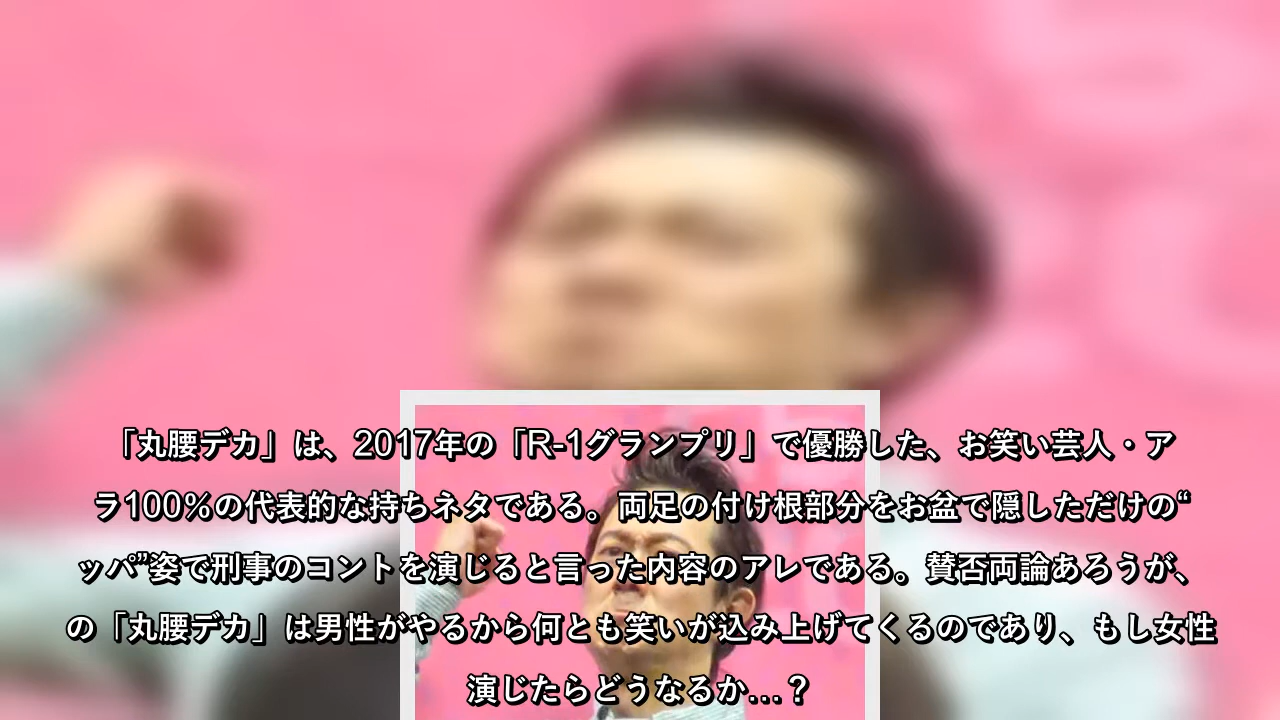 「丸腰デカ」は、2017年の「R-1グランプリ」で優勝した、お笑い芸人・ア
ラ100％の代表的な持ちネタである。両足の付け根部分をお盆で隠しただけの“
ッパ”姿で刑事のコントを演じると言った内容のアレである。賛否両論あろうが、
の「丸腰デカ」は男性がやるから何とも笑いが込み上げてくるのであり、もし女性
演じたらどうなるか…？